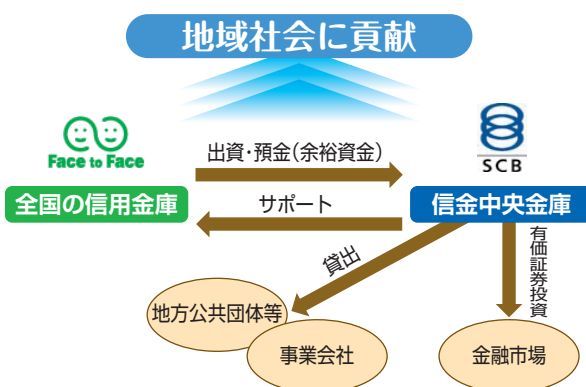 地域社会に貢献
Face to Face
全国の信用金庫
出資・預金(余裕資金)
サポート
SCB
信金中央金庫
貸出
有価証券投資
地方公共団体等
事業会社
金融市場